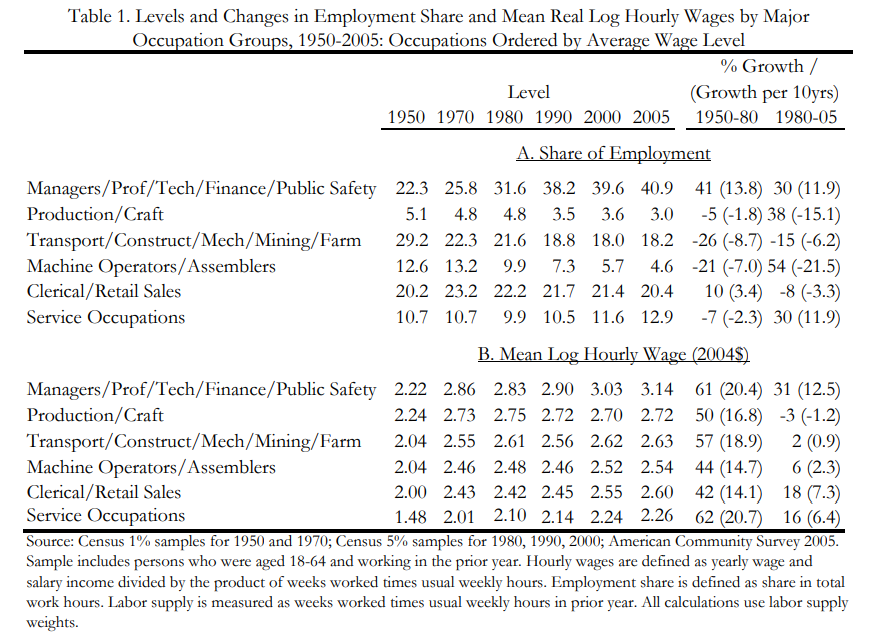 Table 1. Levels and Changes in Employment Share and Mean Real Log Hourly Wages by Major
Occupation Groups, 1950-2005: Occupations Ordered by Average Wage Level
% Growth /
Level (Growth per 10yrs)
1950 1970 1980 1990 2000 2005 1950-80 1980-05
A. Share of Employment
Managers/Prof/Tech/Finance/Public Safety 22.3 25.8 31.6 38.2 39.6 40.9 41 (13.8) 30 (11.9)
Production/Craft 5.1 4.8 4.8 3.5 3.6 3.0 -5 (-1.8) 38 (-15.1)
Transport/Construct/Mech/Mining/Farm 29.2 22.3 21.6 18.8 18.0 18.2 -26 (-8.7) -15 (-6.2)
Machine Operators/Assemblers 12.6 13.2 9.9 7.3 5.7 4.6 -21 (-7.0) 54 (-21.5)
Clerical/Retail Sales 20.2 23.2 22.2 21.7 21.4 20.4 10 (3.4) -8 (-3.3)
Service Occupations 10.7 10.7 9.9 10.5 11.6 12.9 -7 (-2.3) 30 (11.9)
B. Mean Log Hourly Wage (2004$)
Managers/Prof/Tech/Finance/Public Safety 2.22 2.86 2.83 2.90 3.03 3.14 61 (20.4) 31 (12.5)
Production/Craft 2.24 2.73 2.75 2.72 2.70 2.72 50 (16.8) -3 (-1.2)
Transport/Construct/Mech/Mining/Farm 2.04 2.55 2.61 2.56 2.62 2.63 57 (18.9) 2 (0.9)
Machine Operators/Assemblers 2.04 2.46 2.48 2.46 2.52 2.54 44 (14.7) 6 (2.3)
Clerical/Retail Sales 2.00 2.43 2.42 2.45 2.55 2.60 42 (14.1) 18 (7.3)
Service Occupations 1.48 2.01 2.10 2.14 2.24 2.26 62 (20.7) 16 (6.4)
Source: Census 1% samples for 1950 and 1970; Census 5% samples for 1980, 1990, 2000; American Community Survey 2005.
Sample includes persons who were aged 18-64 and working in the prior year. Hourly wages are defined as yearly wage and
salary income divided by the product of weeks worked times usual weekly hours. Employment share is defined as share in total
work hours. Labor supply is measured as weeks worked times usual weekly hours in prior year. All calculations use labor supply
weights.